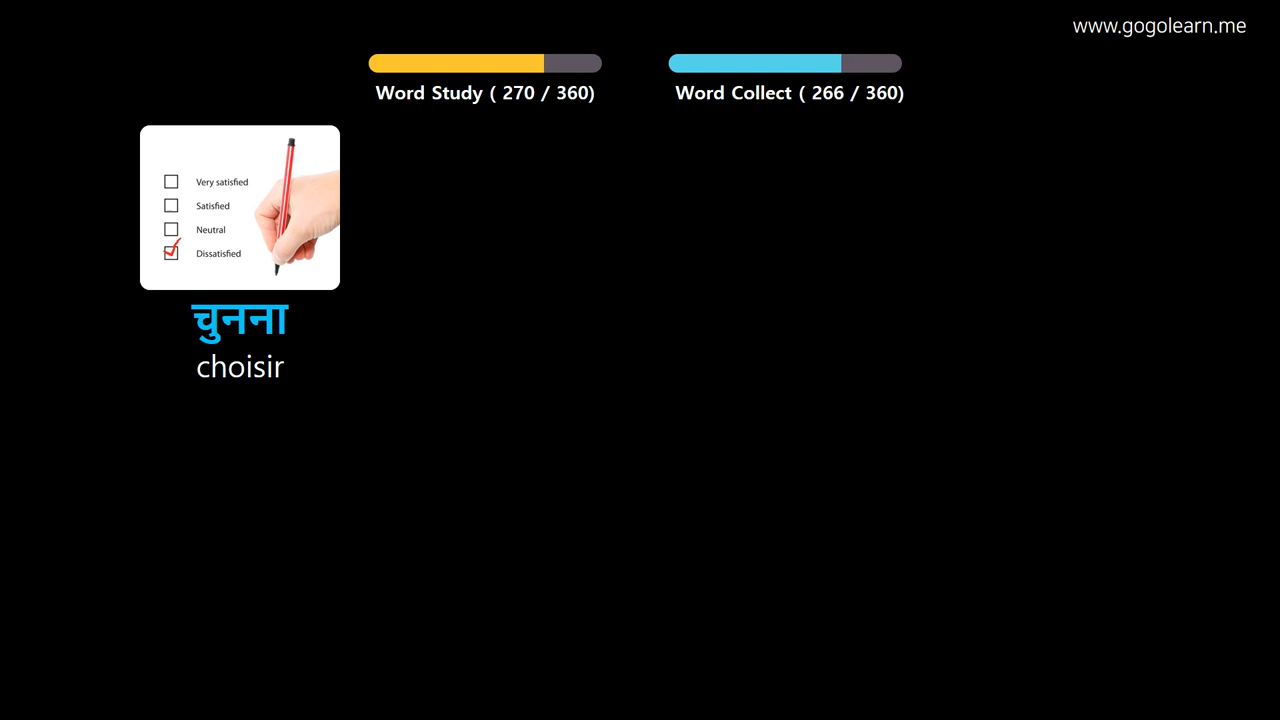 www.gogolearn.me
Word Study ( 270 / 360)
Word Collect ( 266 / 360)
Very satisfied
Satisfied
Neutral
Dissatisfied
चुनना
choisir